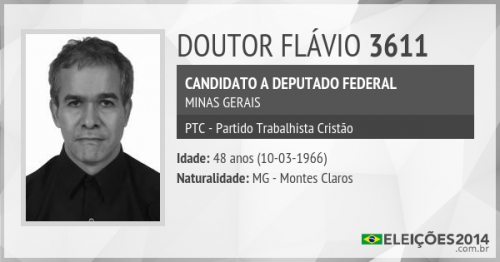 DOUTOR FLÁVIO 3611
CANDIDATO A DEPUTADO FEDERAL
MINAS GERAIS
PTC - Partido Trabalhista Cristão
Idade: 48 anos (10-03-1966)
Naturalidade: MG - Montes Claros
ELEIÇÕES2014
.com.br